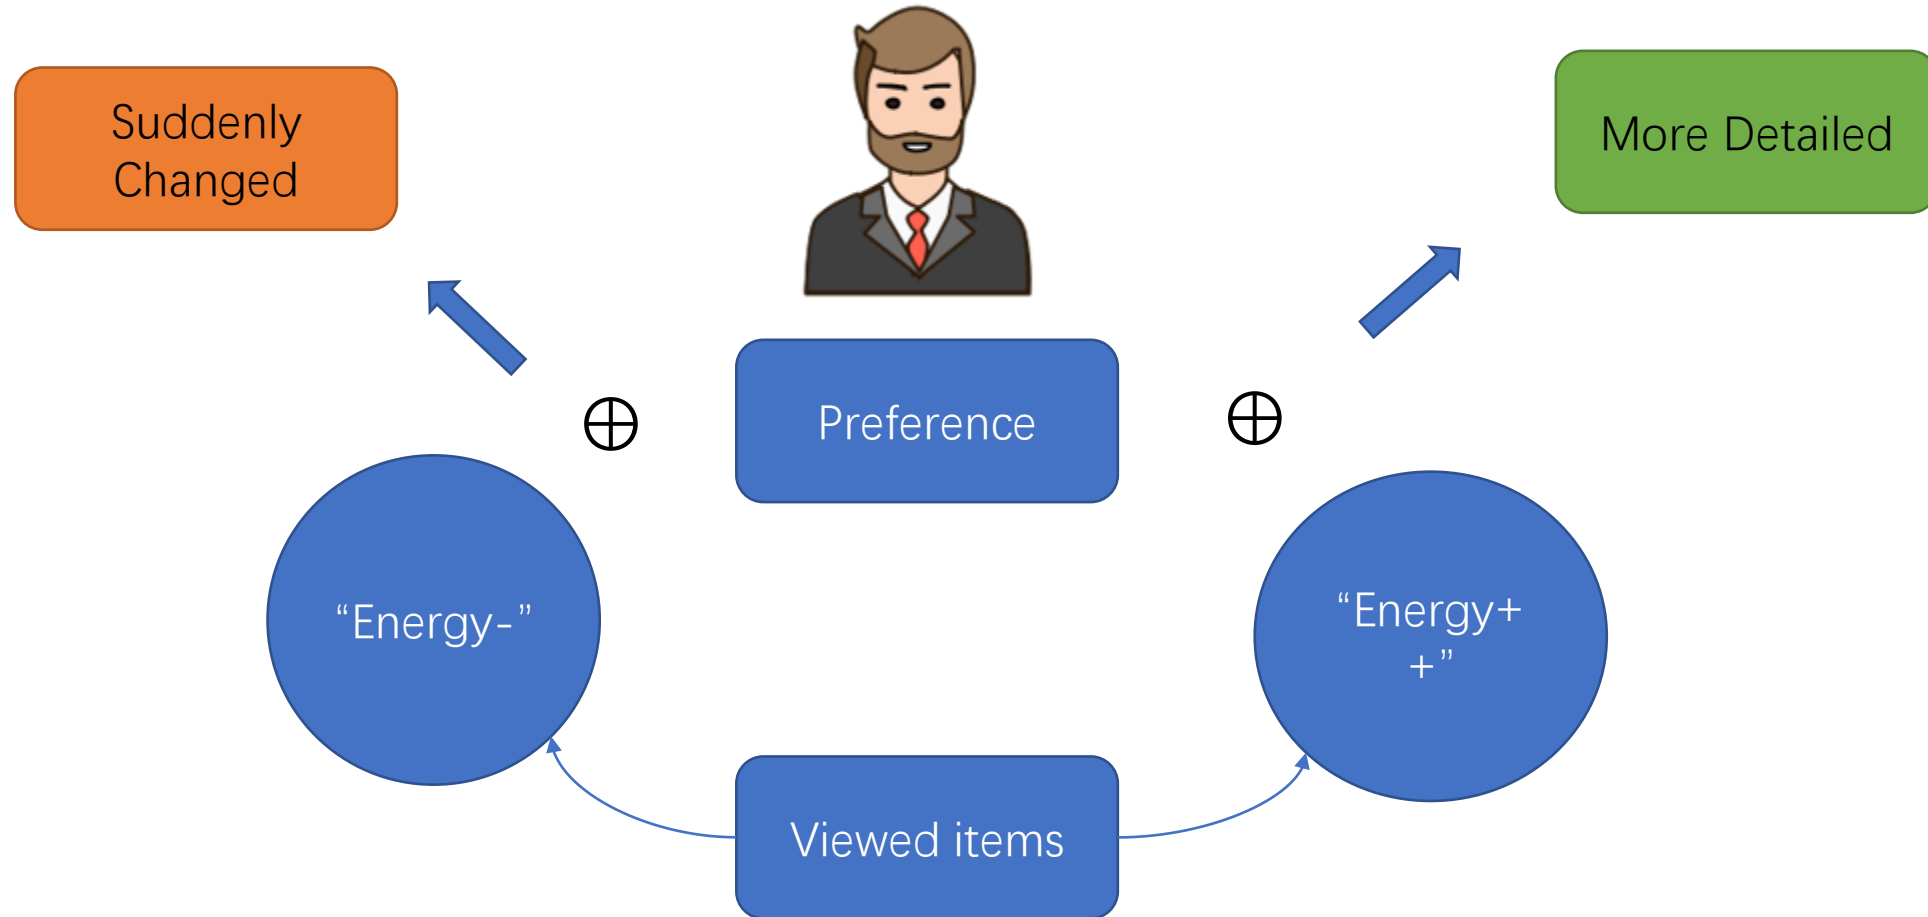 Suddenly
Changed
More Detailed
Preference
“Energy-”
“Energy+
+”
Viewed items